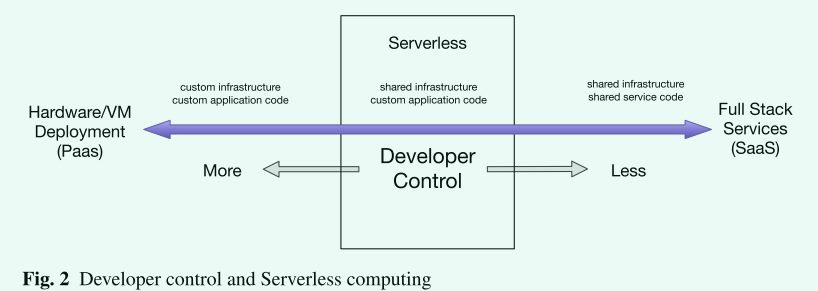 Serverless
custom infrastructure
custom application code
shared infrastructure
custom application code
shared infrastructure
shared service code
Hardware/VM
Deployment
(Paas)
Full Stack
Services
(SaaS)
More
Developer
Control
Less
Fig. 2 Developer control and Serverless computing